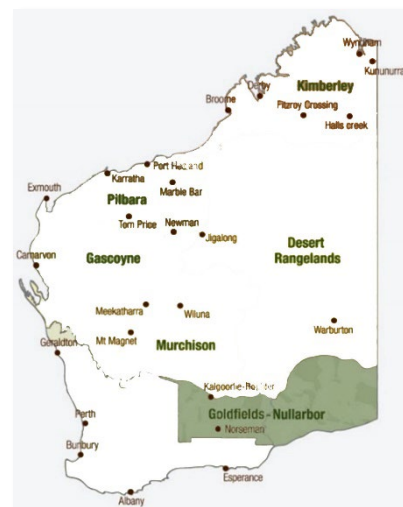 Wyndham
Kununurra
Kimberley
Derby
Broome
Fitzroy Crossing
Halls creek
Port Hedland
Karratha
Marble Bar
Exmouth
Pilbara
Tom Price
Newman
Jigalong
Desert
Rangelands
Gascoyne
Carnarvon
Meekatharra
Wiluna
Warburton
Mt Magnet
Geraldton
Murchison
Kalgoorlie-Boulder
Goldfields - Nullarbor
Norseman
Perth
Bunbury
Esperance
Albany